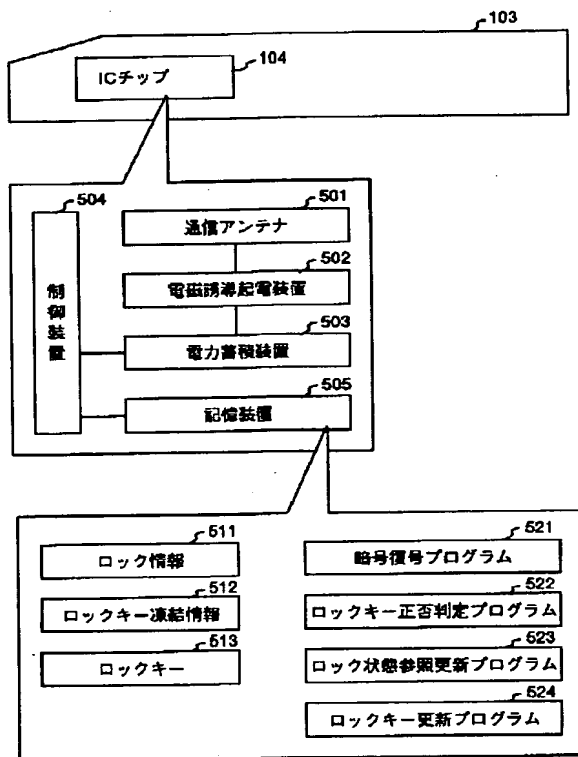 103
104
ICチップ
504
501
通信アンテナ
502
制御装置
電磁誘導起電装置
503
電力蓄積装置
505
記憶装置
511
ロック情報
521
暗号復号プログラム
512
ロックキー凍結情報
522
ロックキー正否判定プログラム
513
ロックキー
523
ロック状態参照更新プログラム
524
ロックキー更新プログラム